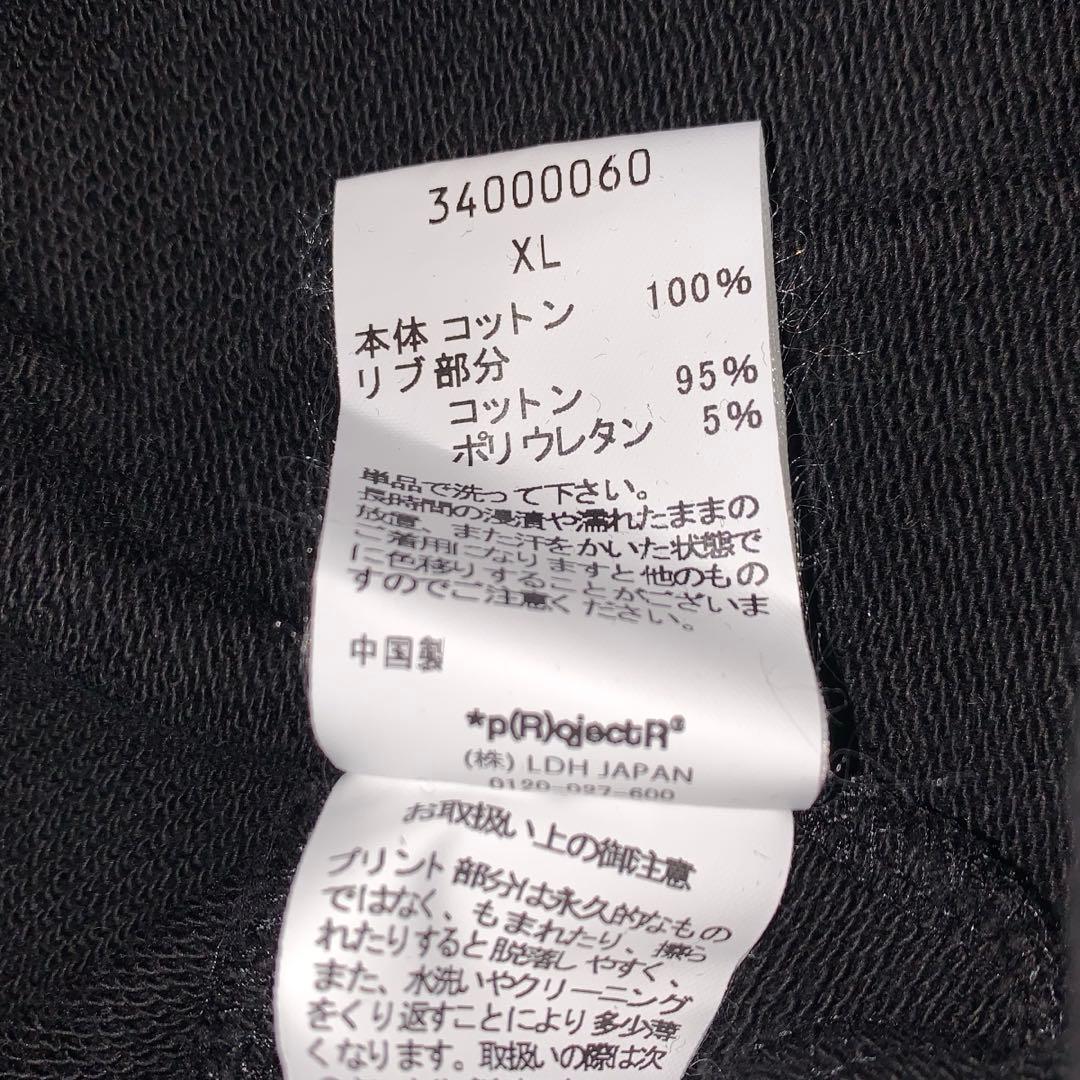 34000060
XL
本体 コットン 100%
リブ部分
コットン 95%
ポリウレタン 5%
単品で洗って下さい。
長時間の浸漬や濡れたままの
放置、また汗をかいた状態で
ご着用になりますと他のもの
に色移りすることがございま
すのでご注意ください。
中国製
*p(R)ojectR®
(株) LDH JAPAN
0120-027-600
お取扱い上の御注意
プリント部分は永久的なもの
ではなく、もまれたり、擦ら
れたりすると脱落しやすく、
また、水洗いやクリーニング
をくり返すことにより多少薄
くなります。取扱いの際は次